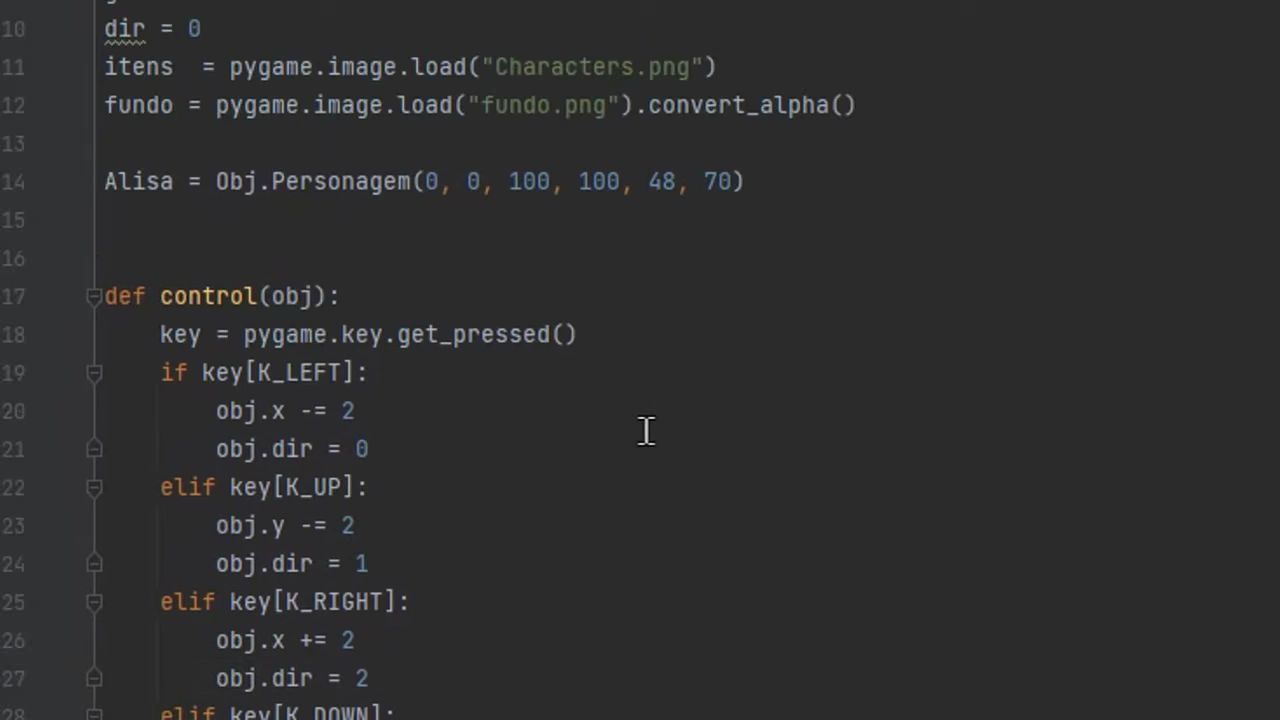 10 dir = 0
11 itens  = pygame.image.load("Characters.png")
12 fundo = pygame.image.load("fundo.png").convert_alpha()
13
14 Alisa = Obj.Personagem(0, 0, 100, 100, 48, 70)
15
16
17 def control(obj):
18     key = pygame.key.get_pressed()
19     if key[K_LEFT]:
20         obj.x -= 2
21         obj.dir = 0
22     elif key[K_UP]:
23         obj.y -= 2
24         obj.dir = 1
25     elif key[K_RIGHT]:
26         obj.x += 2
27         obj.dir = 2
28     elif key[K_DOWN]: